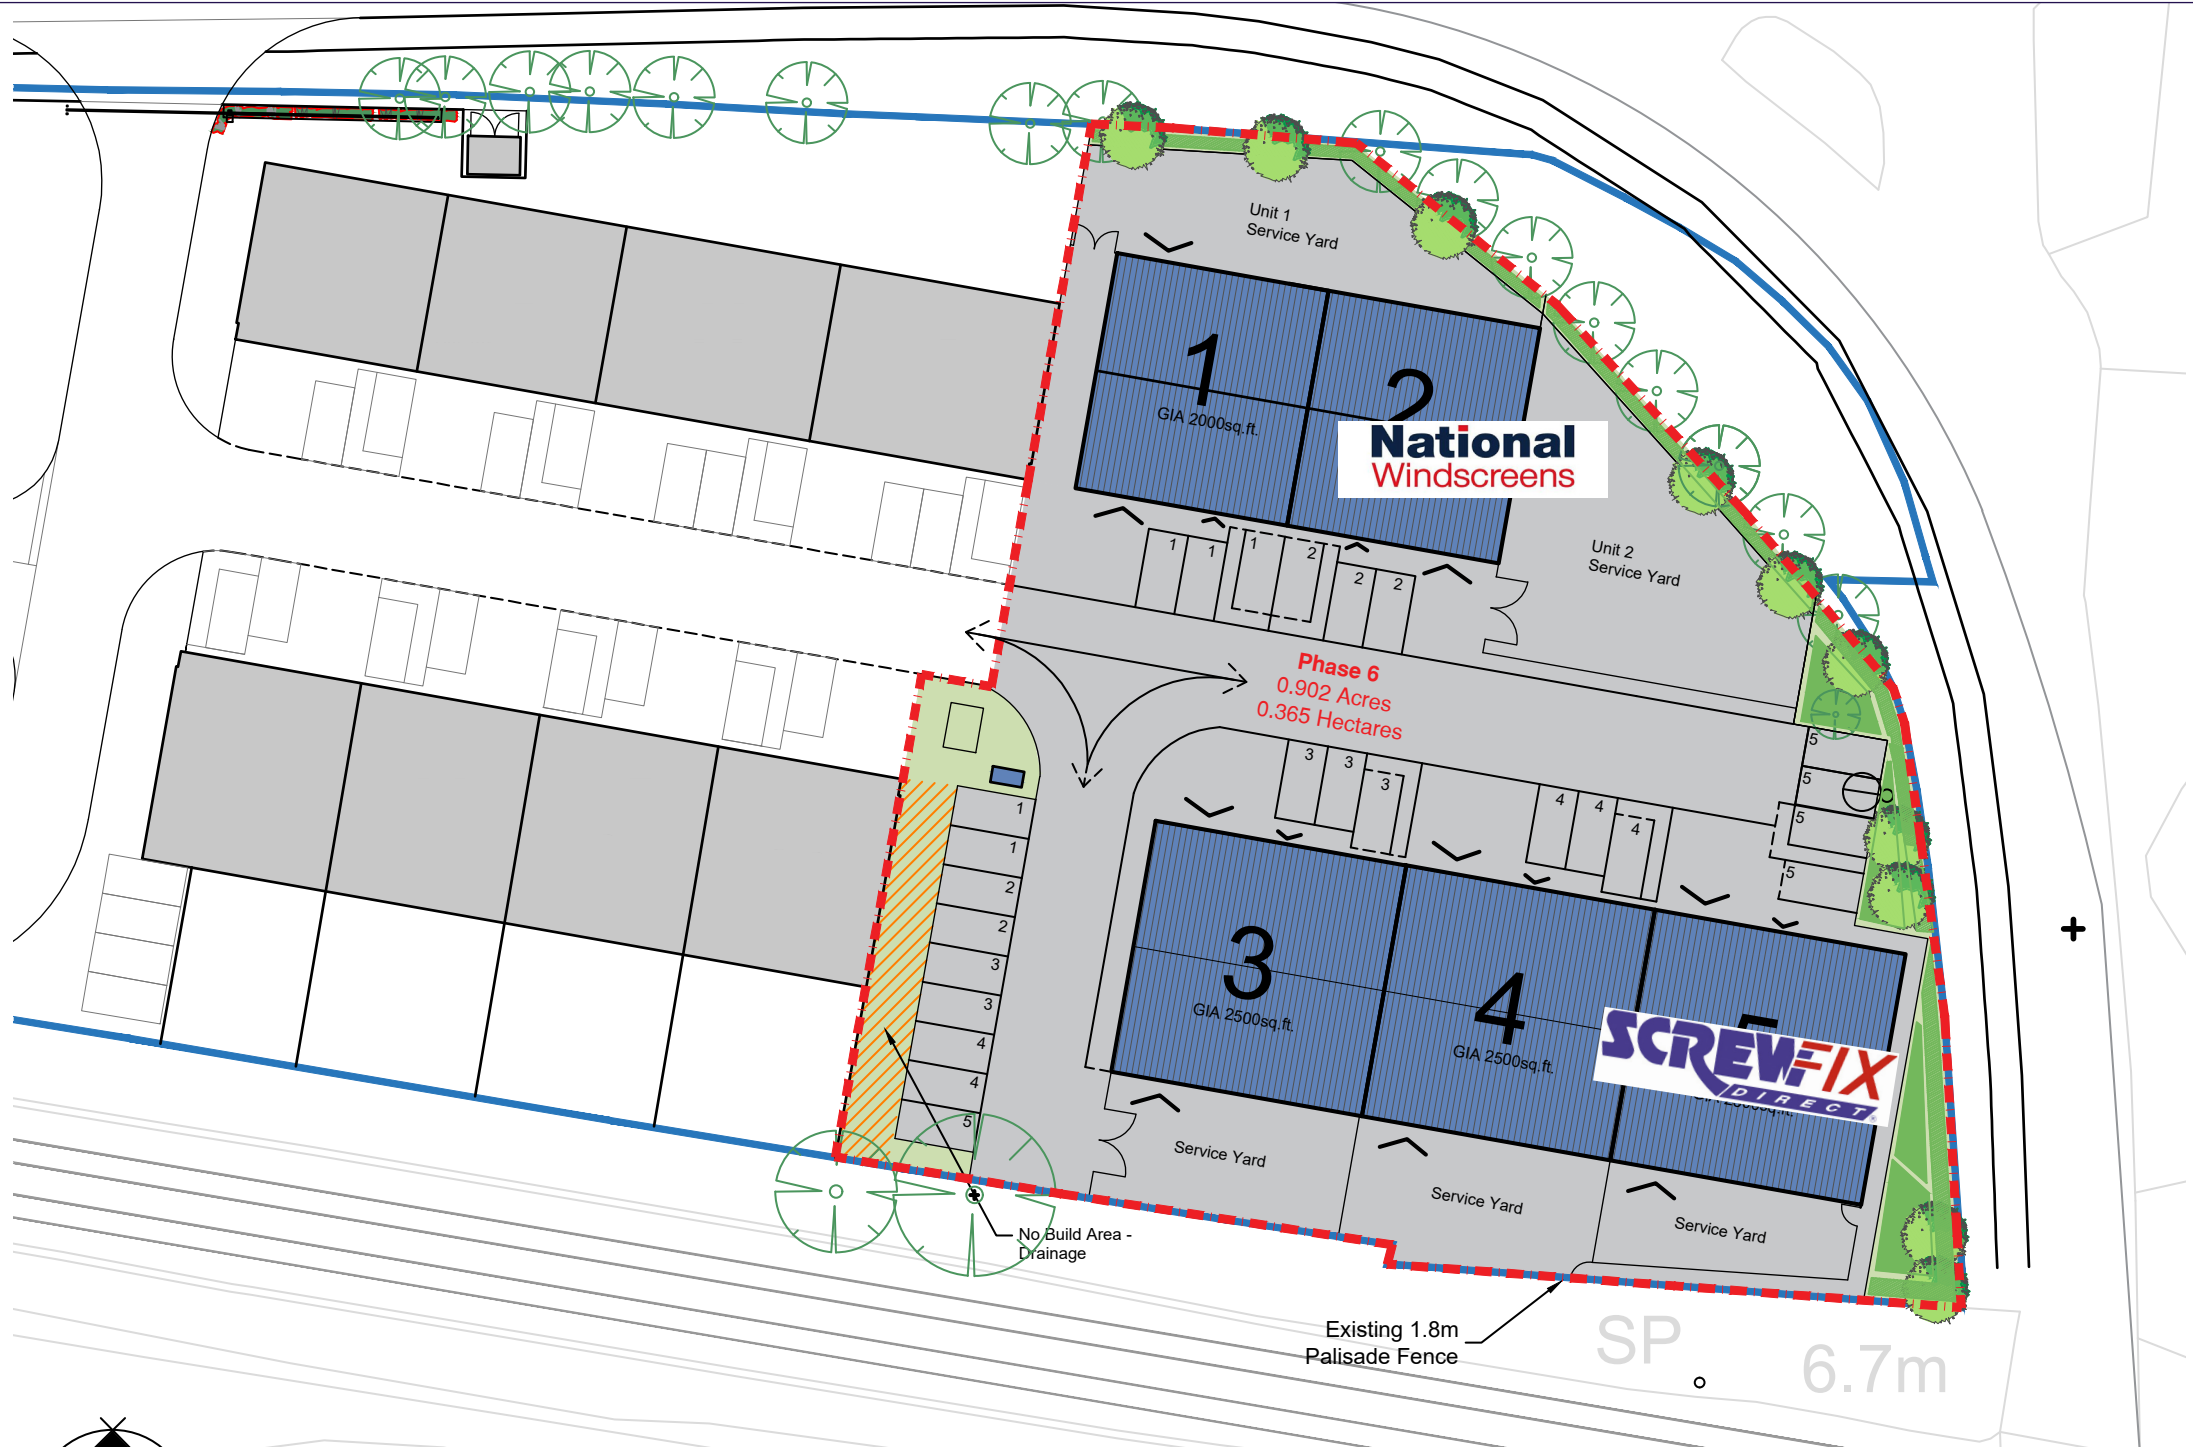 Unit 1
Service Yard
1
GIA 2000sq.ft.
2
National
Windscreens
Unit 2
Service Yard
1
1
1
2
2
2
Phase 6
0.902 Acres
0.365 Hectares
3
3
3
4
4
4
5
5
5
5
1
1
2
2
3
3
4
4
5
3
GIA 2500sq.ft.
4
GIA 2500sq.ft.
SCREWFIX
DIRECT
Service Yard
Service Yard
Service Yard
No Build Area -
Drainage
Existing 1.8m
Palisade Fence
SP
6.7m